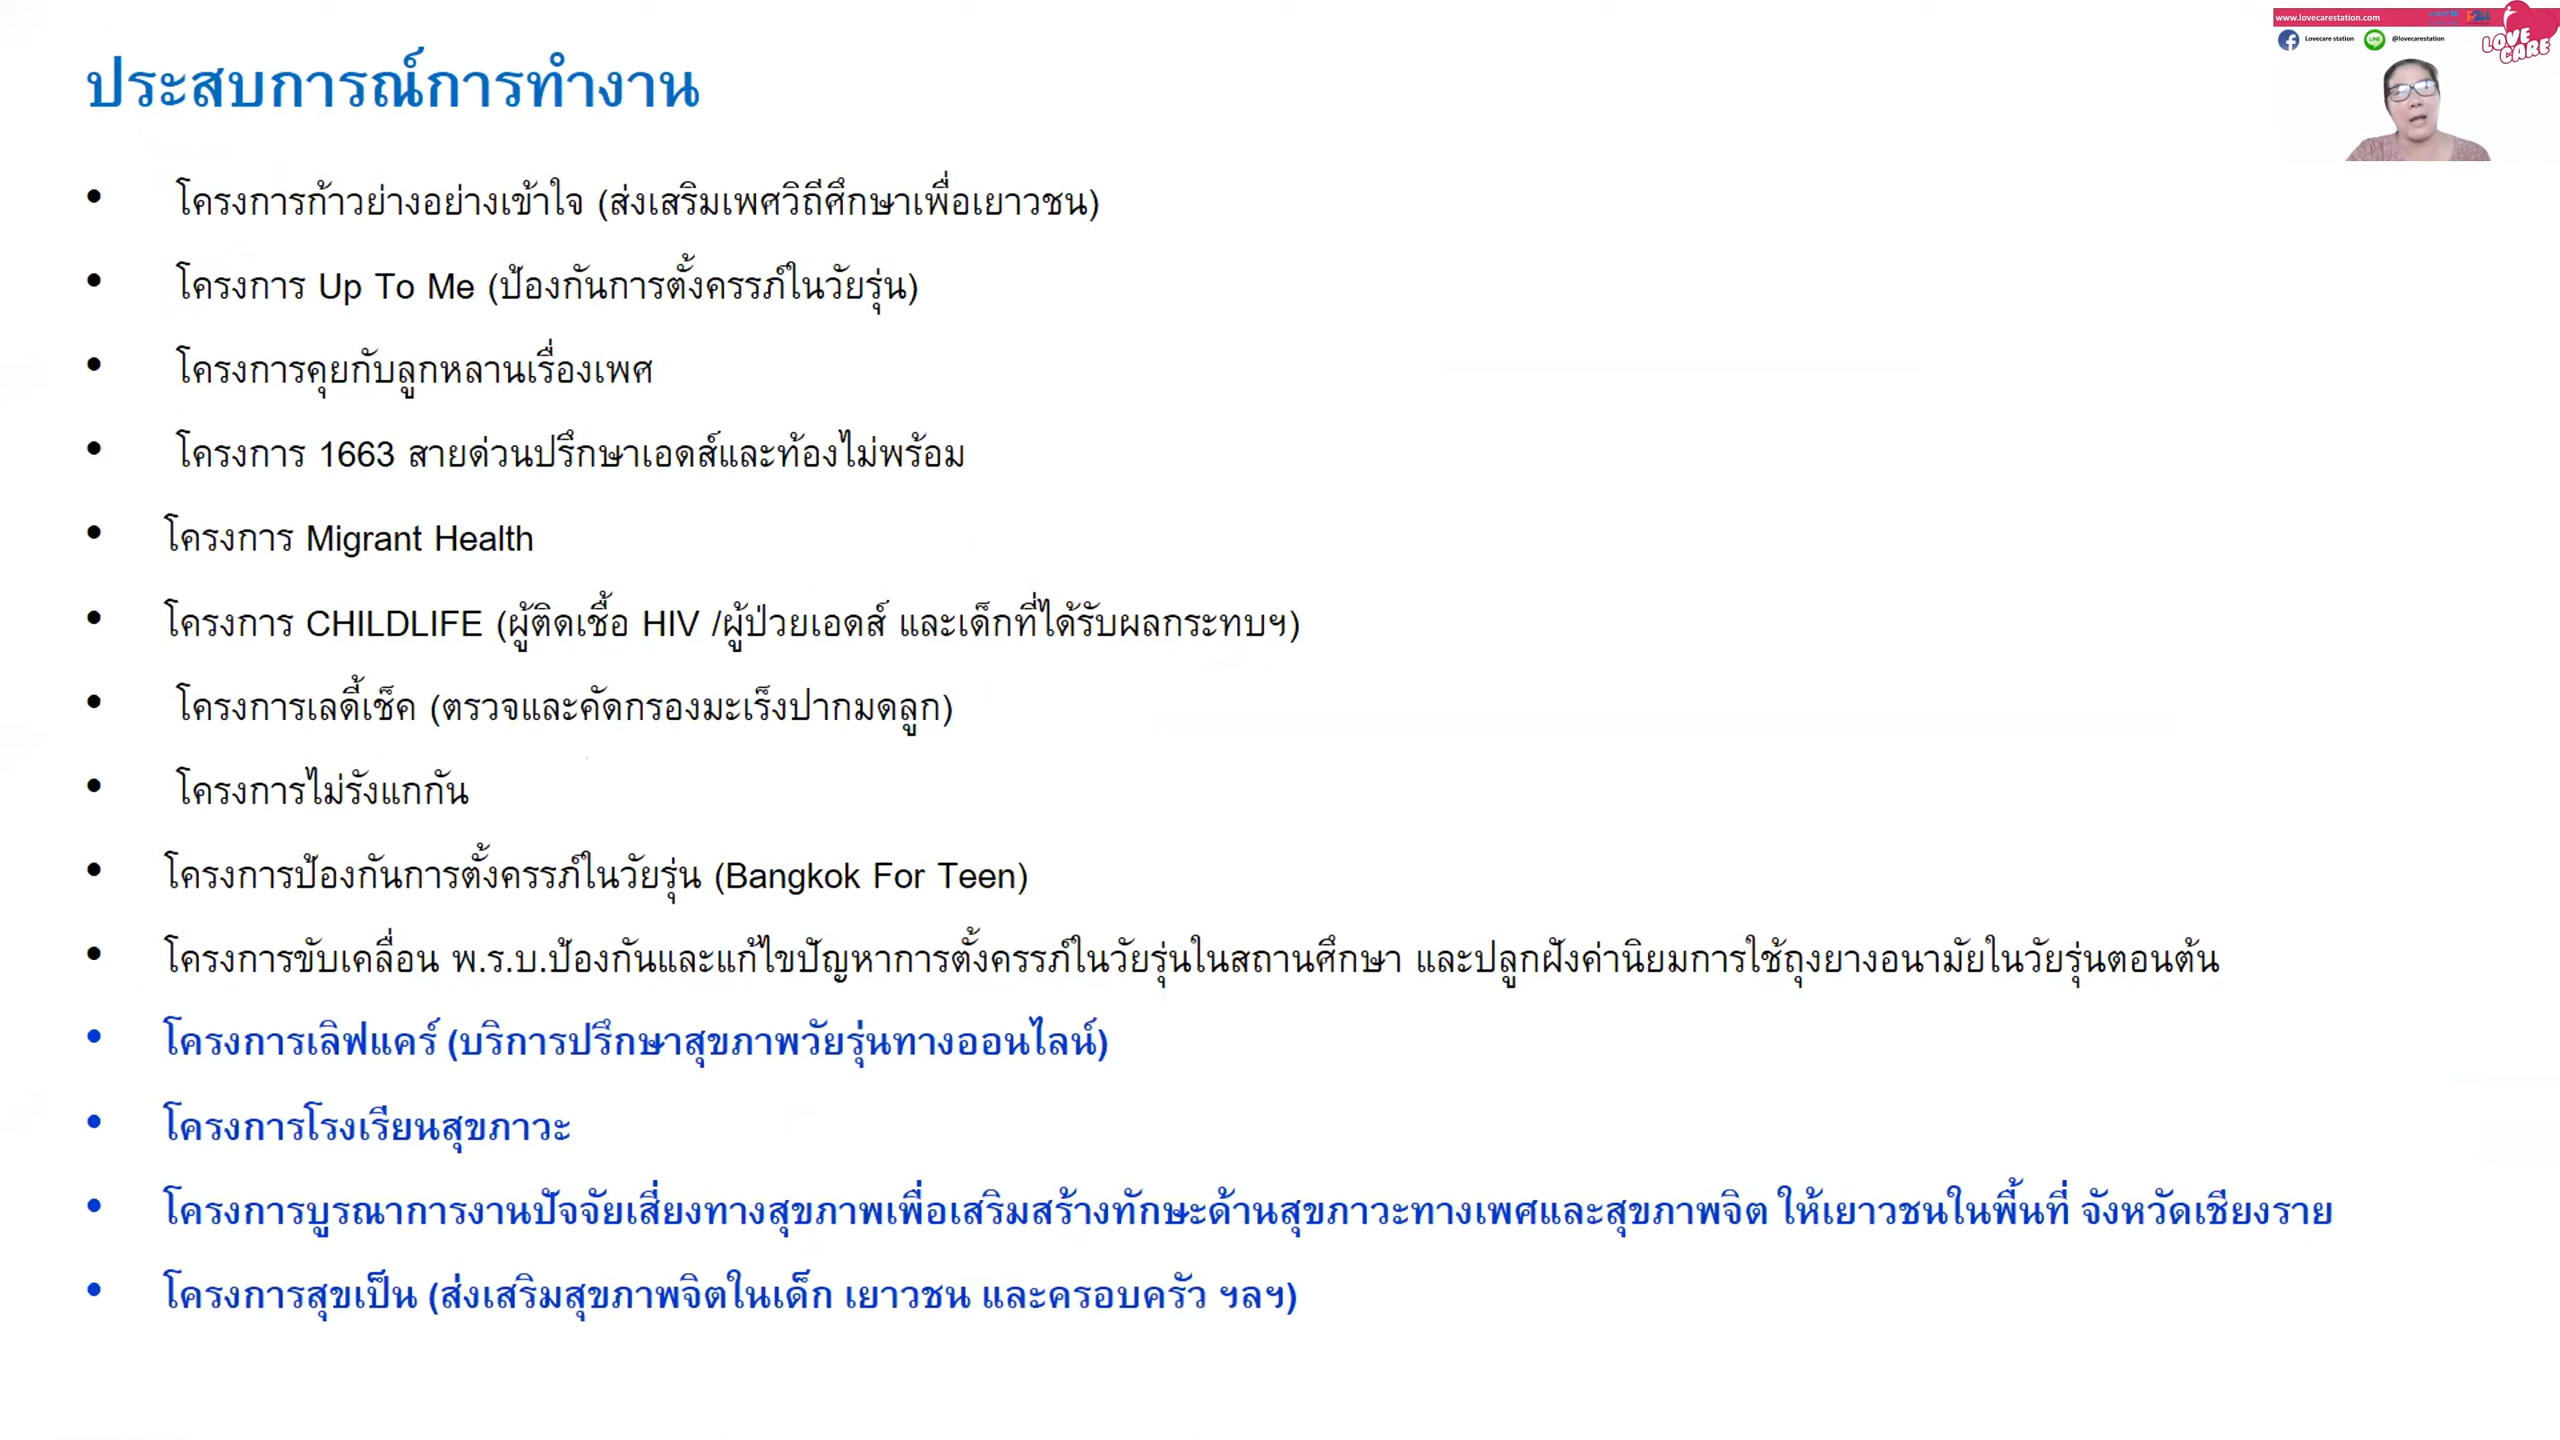 www.lovecarestation.com
Lovecare station
LINE
@lovecarestation
LOVE
CARE
ประสบการณ์การทำงาน
• โครงการก้าวย่างอย่างเข้าใจ (ส่งเสริมเพศวิถีศึกษาเพื่อเยาวชน)
• โครงการ Up To Me (ป้องกันการตั้งครรภ์ในวัยรุ่น)
• โครงการคุยกับลูกหลานเรื่องเพศ
• โครงการ 1663 สายด่วนปรึกษาเอดส์และท้องไม่พร้อม
• โครงการ Migrant Health
• โครงการ CHILDLIFE (ผู้ติดเชื้อ HIV /ผู้ป่วยเอดส์ และเด็กที่ได้รับผลกระทบฯ)
• โครงการเลดี้เช็ค (ตรวจและคัดกรองมะเร็งปากมดลูก)
• โครงการไม่รังแกกัน
• โครงการป้องกันการตั้งครรภ์ในวัยรุ่น (Bangkok For Teen)
• โครงการขับเคลื่อน พ.ร.บ.ป้องกันและแก้ไขปัญหาการตั้งครรภ์ในวัยรุ่นในสถานศึกษา และปลูกฝังค่านิยมการใช้ถุงยางอนามัยในวัยรุ่นตอนต้น
• โครงการเลิฟแคร์ (บริการปรึกษาสุขภาพวัยรุ่นทางออนไลน์)
• โครงการโรงเรียนสุขภาวะ
• โครงการบูรณาการงานปัจจัยเสี่ยงทางสุขภาพเพื่อเสริมสร้างทักษะด้านสุขภาวะทางเพศและสุขภาพจิต ให้เยาวชนในพื้นที่ จังหวัดเชียงราย
• โครงการสุขเป็น (ส่งเสริมสุขภาพจิตในเด็ก เยาวชน และครอบครัว ฯลฯ)